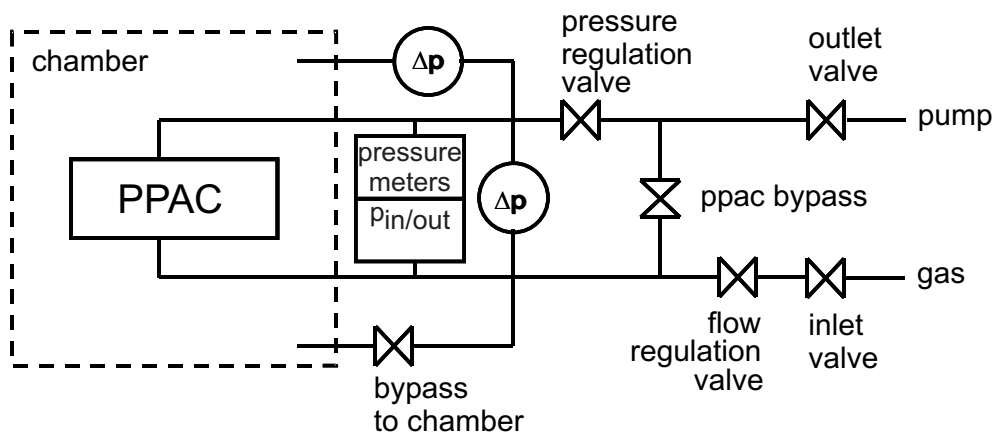 chamber
Δp
pressure
regulation
valve
outlet
valve
pump
PPAC
pressure
meters
pin/out
Δp
ppac bypass
gas
flow
regulation
valve
inlet
valve
bypass
to chamber